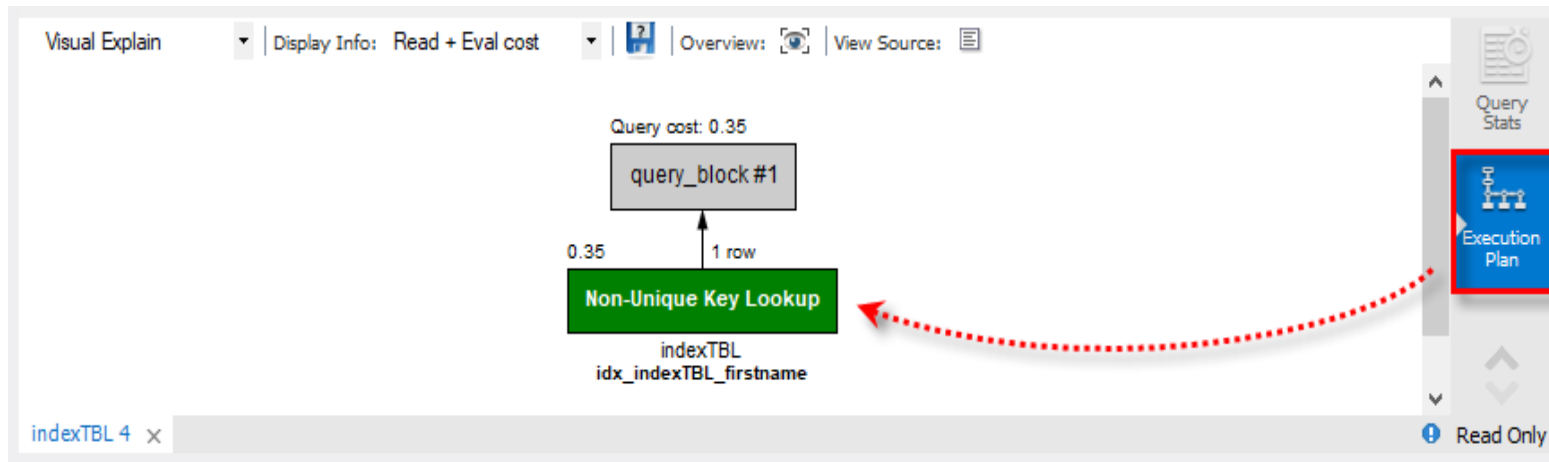 Visual Explain Display Info: Read + Eval cost Overview: View Source:
Query
Stats
Query cost: 0.35
query_block #1
0.35 1 row
Execution
Plan
Non-Unique Key Lookup
indexTBL
idx_indexTBL_firstname
indexTBL 4 Read Only